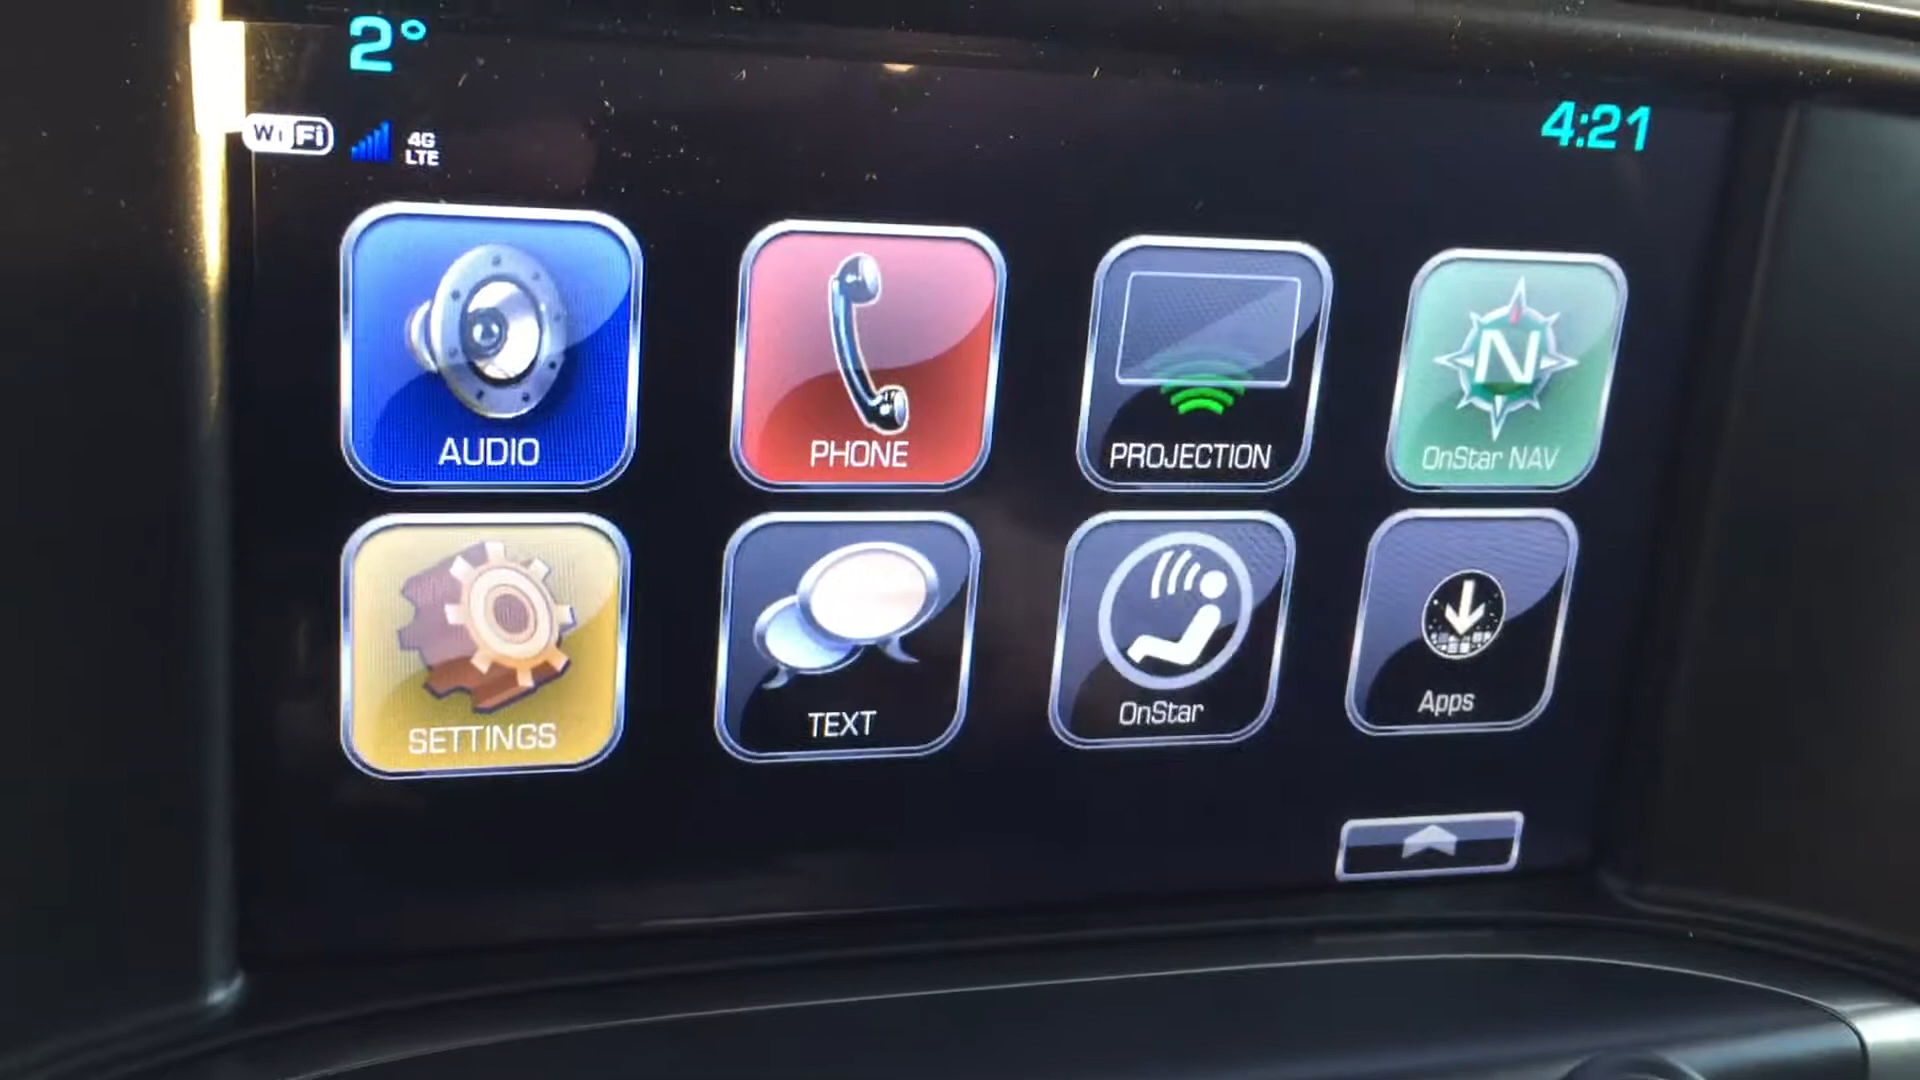 2°
WiFi 4G
LTE
4:21
AUDIO PHONE PROJECTION OnStar NAV
N
SETTINGS TEXT OnStar Apps